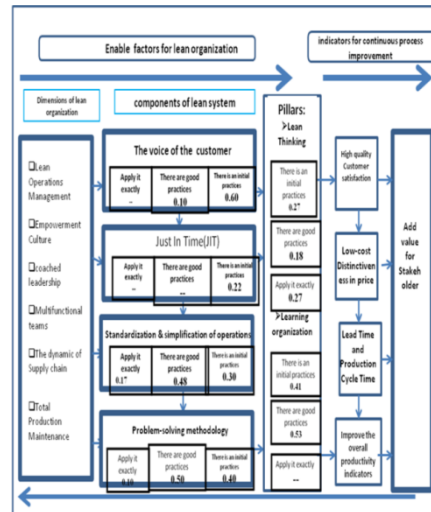 Enable factors for lean organization
indicators for continuous process
improvement
Dimensions of lean
organization
components of lean system
❑Lean
Operations
Management
❑Empowerment
Culture
❑coached
leadership
❑Multifunctional
teams
❑The dynamic of
Supply chain
❑Total
Production
Maintenance
The voice of the customer
Apply it
exactly
--
There are good
practices
0.10
There is an initial
practices
0.60
Just In Time(JIT)
Apply it
exactly
--
There are good
practices
--
There is an initial
practices
0.22
Standardization & simplification of operations
Apply it
exactly
0.17
There are good
practices
0.48
There is an initial
practices
0.30
Problem-solving methodology
Apply it
exactly
0.10
There are good
practices
0.50
There is an initial
practices
0.40
Pillars:
➢Lean
Thinking
There is an
initial
practices
0.27
There are good
practices
0.18
Apply it exactly
0.27
➢Learning
organization
There is an
initial practices
0.41
There are good
practices
0.53
Apply it exactly
--
High quality
Customer
satisfaction
Low-cost
Distinctiven
ess in price
Lead Time and
Production
Cycle Time
Improve the
overall
productivity
indicators
Add
value for
Stakeh
older